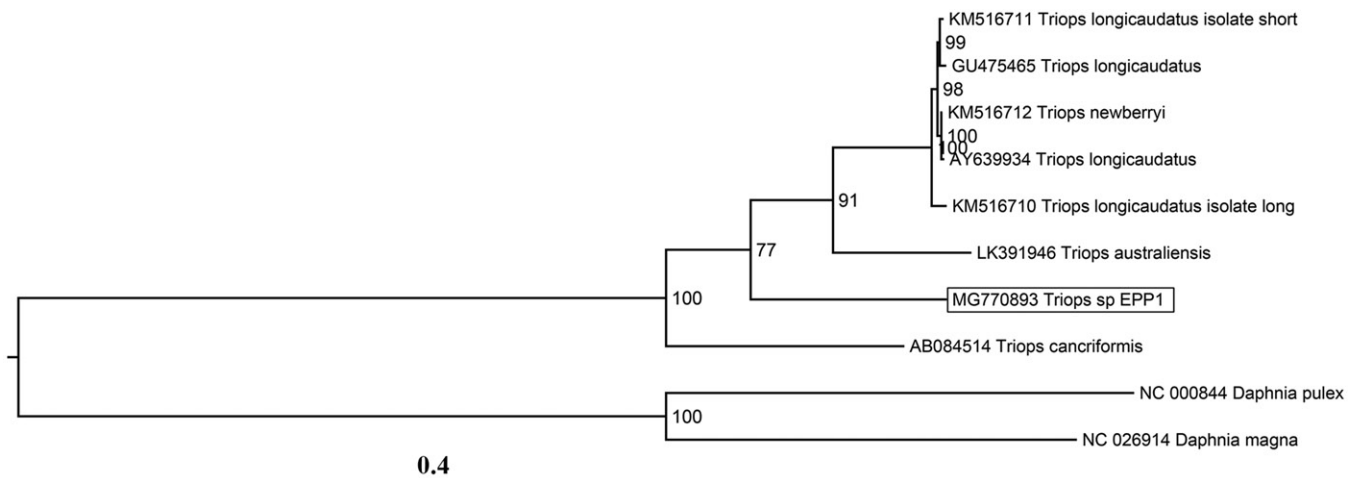 KM516711 Triops longicaudatus isolate short
99
GU475465 Triops longicaudatus
98
KM516712 Triops newberryi
100
100
AY639934 Triops longicaudatus
91
KM516710 Triops longicaudatus isolate long
77
LK391946 Triops australiensis
100
MG770893 Triops sp EPP1
AB084514 Triops cancriformis
NC 000844 Daphnia pulex
100
NC 026914 Daphnia magna
0.4